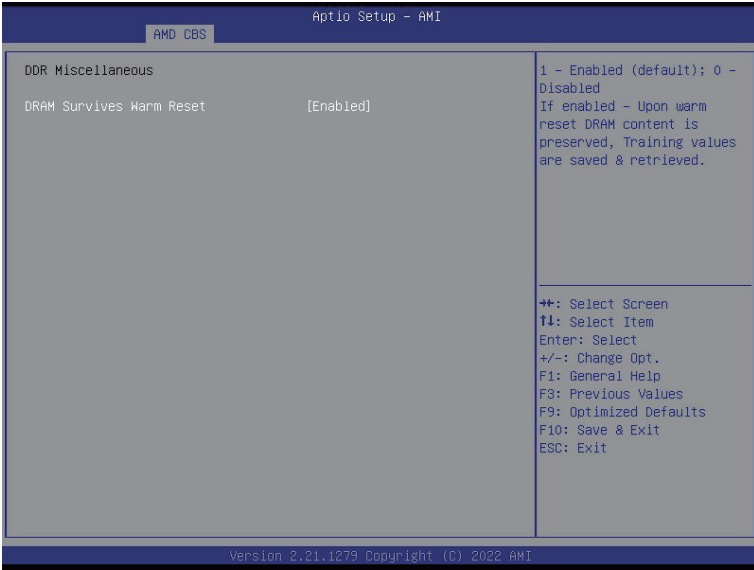 Aptio Setup – AMI
AMD CBS
DDR Miscellaneous
DRAM Survives Warm Reset [Enabled]
1 – Enabled (default); 0 –
Disabled
If enabled – Upon warm
reset DRAM content is
preserved, Training values
are saved & retrieved.
→←: Select Screen
↑↓: Select Item
Enter: Select
+/-: Change Opt.
F1: General Help
F3: Previous Values
F9: Optimized Defaults
F10: Save & Exit
ESC: Exit
Version 2.21.1279 Copyright (C) 2022 AMI